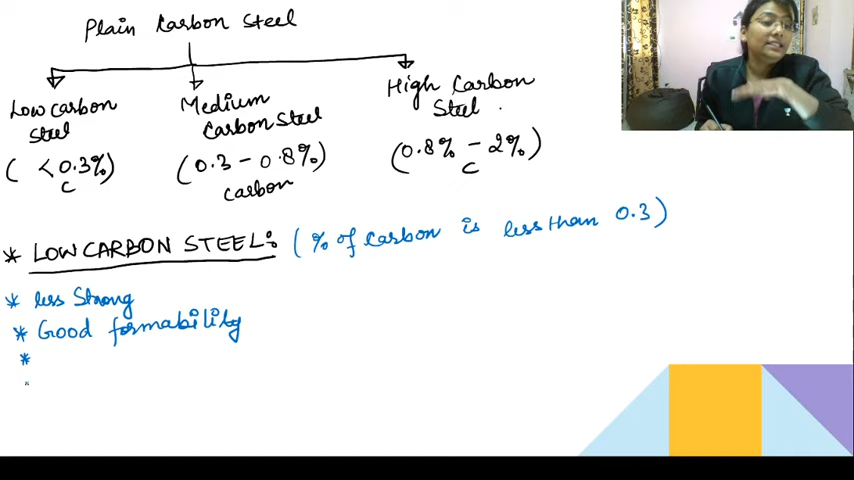 Plain Carbon Steel
Low carbon
Steel
( < 0.3%)
C
Medium
Carbon Steel
(0.3 - 0.8%)
carbon
High Carbon
Steel.
(0.8% - 2%)
C
* LOW CARBON STEEL: (% of carbon is less than 0.3)
* less Strong
* Good formability
*